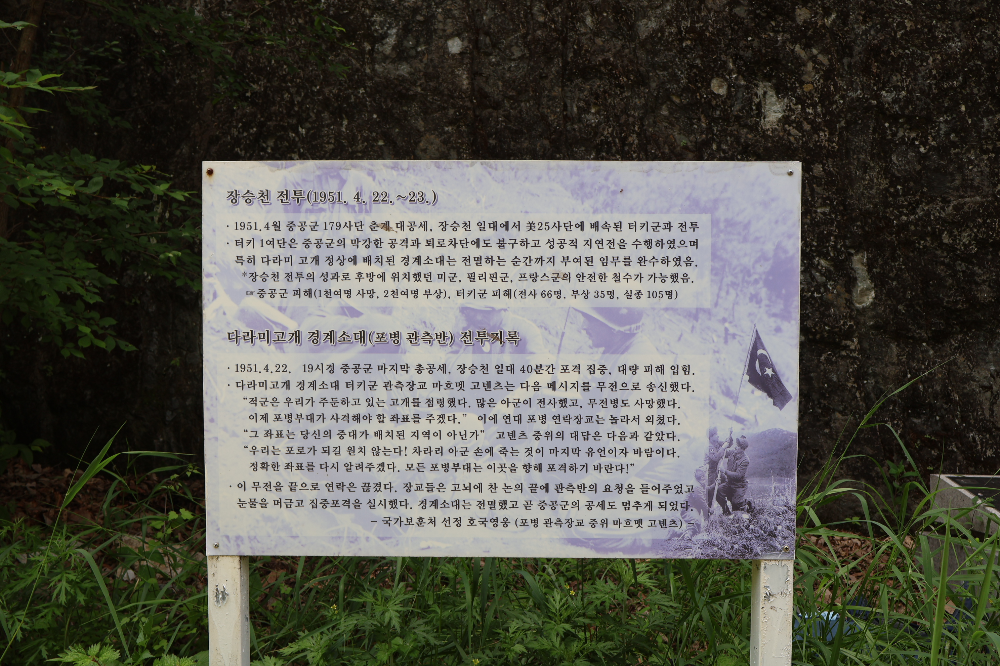 장승천 전투(1951. 4. 22.~23.)
· 1951.4월 중공군 179사단 춘계 대공세, 장승천 일대에서 美25사단에 배속된 터키군과 전투
· 터키 1여단은 중공군의 막강한 공격과 퇴로차단에도 불구하고 성공적 지연전을 수행하였으며
특히 다라미 고개 정상에 배치된 경계소대는 전멸하는 순간까지 부여된 임무를 완수하였음.
*장승천 전투의 성과로 후방에 위치했던 미군, 필리핀군, 프랑스군의 안전한 철수가 가능했음.
☞ 중공군 피해(1천여명 사망, 2천여명 부상), 터키군 피해(전사 66명, 부상 35명, 실종 105명)
다라미고개 경계소대(포병 관측반) 전투기록
· 1951.4.22. 19시경 중공군 마지막 총공세, 장승천 일대 40분간 포격 집중, 대량 피해 입힘.
· 다라미고개 경계소대 터키군 관측장교 마흐멧 고넨츠는 다음 메시지를 무전으로 송신했다.
“적군은 우리가 주둔하고 있는 고개를 점령했다. 많은 아군이 전사했고, 무전병도 사망했다.
이제 포병부대가 사격해야 할 좌표를 주겠다.” 이에 연대 포병 연락장교는 놀라서 외쳤다.
“그 좌표는 당신의 중대가 배치된 지역이 아닌가” 고넨츠 중위의 대답은 다음과 같았다.
“우리는 포로가 되길 원치 않는다! 차라리 아군 손에 죽는 것이 마지막 유언이자 바람이다.
정확한 좌표를 다시 알려주겠다. 모든 포병부대는 이곳을 향해 포격하기 바란다!”
· 이 무전을 끝으로 연락은 끊겼다. 장교들은 고뇌에 찬 논의 끝에 관측반의 요청을 들어주었고
눈물을 머금고 집중포격을 실시했다. 경계소대는 전멸했고 곧 중공군의 공세도 멈추게 되었다.
- 국가보훈처 선정 호국영웅 (포병 관측장교 중위 마흐멧 고넨츠) -